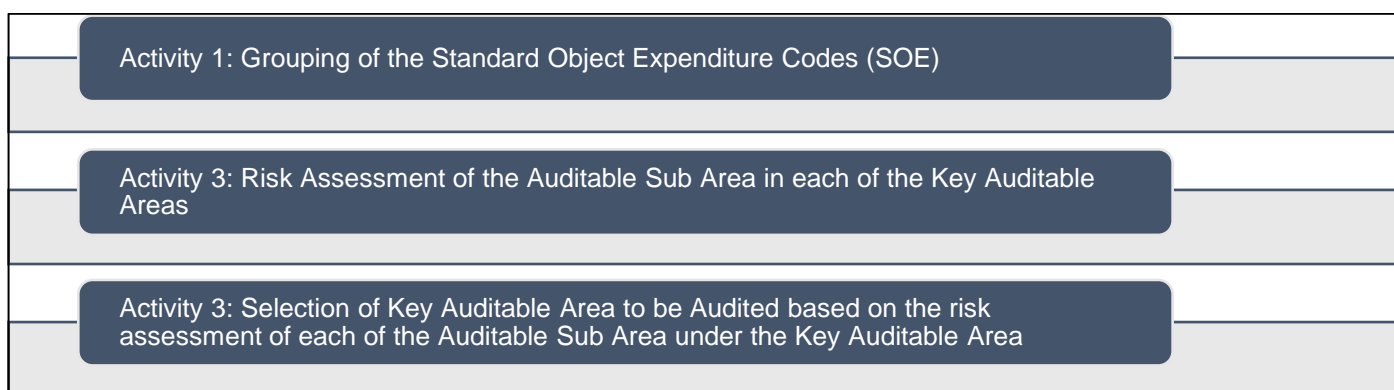 Activity 1: Grouping of the Standard Object Expenditure Codes (SOE)
Activity 3: Risk Assessment of the Auditable Sub Area in each of the Key Auditable
Areas
Activity 3: Selection of Key Auditable Area to be Audited based on the risk
assessment of each of the Auditable Sub Area under the Key Auditable Area